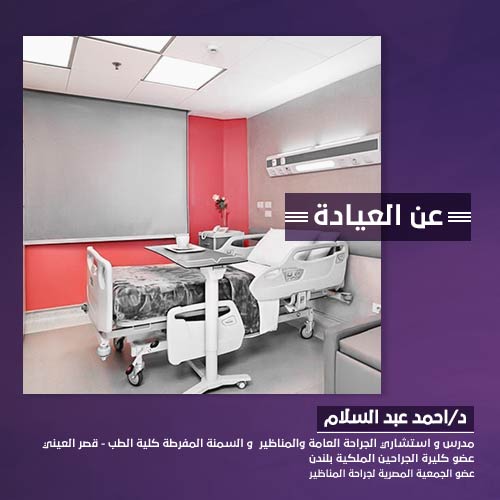 عن العيادة
د/احمد عبد السلام
مدرس و استشاري الجراحة العامة والمناظير و السمنة المفرطة كلية الطب - قصر العيني
عضو كليرة الجراحين الملكية بلندن
عضو الجمعية المصرية لجراحة المناظير